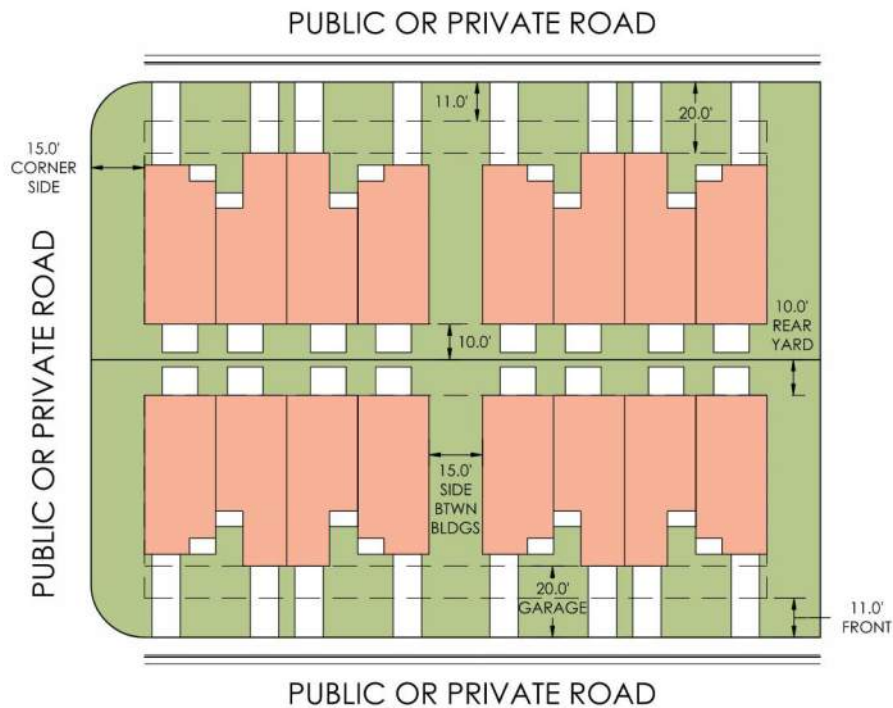 PUBLIC OR PRIVATE ROAD
11.0'
20.0'
15.0'
CORNER
SIDE
PUBLIC OR PRIVATE ROAD
10.0'
REAR
YARD
10.0'
15.0'
SIDE
BTWN
BLDGS
20.0'
GARAGE
11.0'
FRONT
PUBLIC OR PRIVATE ROAD